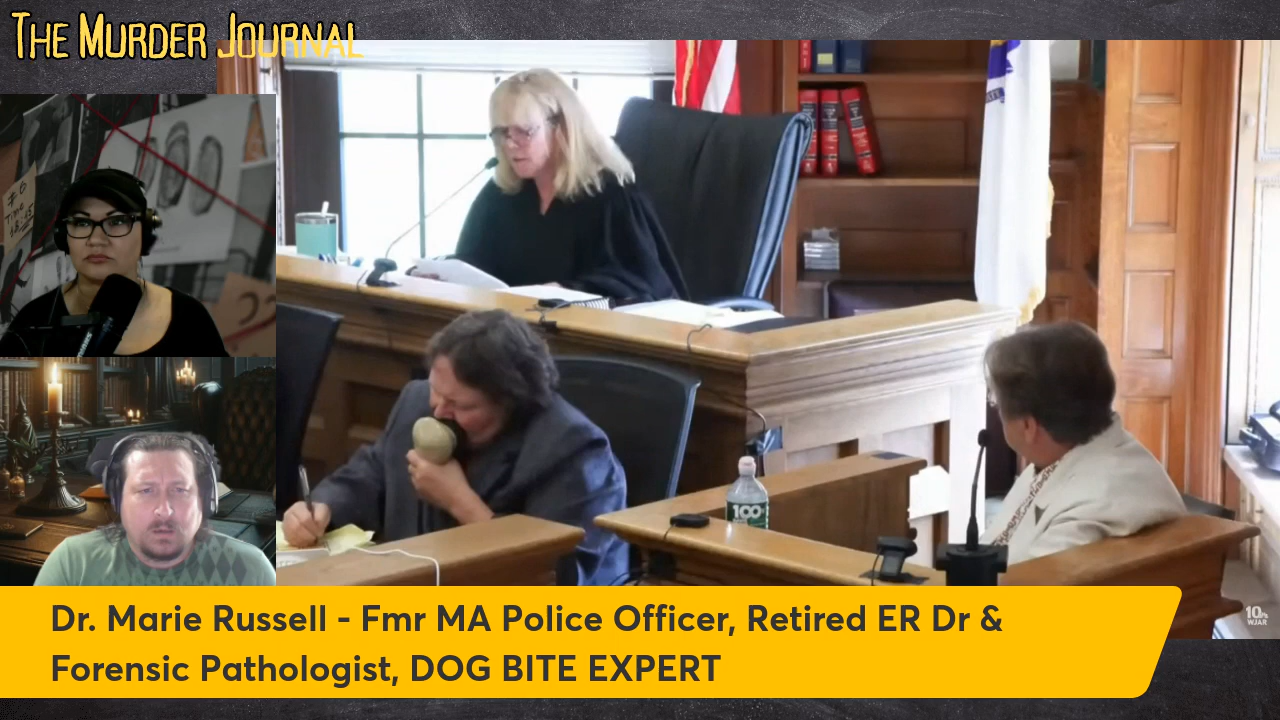 THE MURDER JOURNAL
100
Dr. Marie Russell - Fmr MA Police Officer, Retired ER Dr &
Forensic Pathologist, DOG BITE EXPERT
10
WJAR